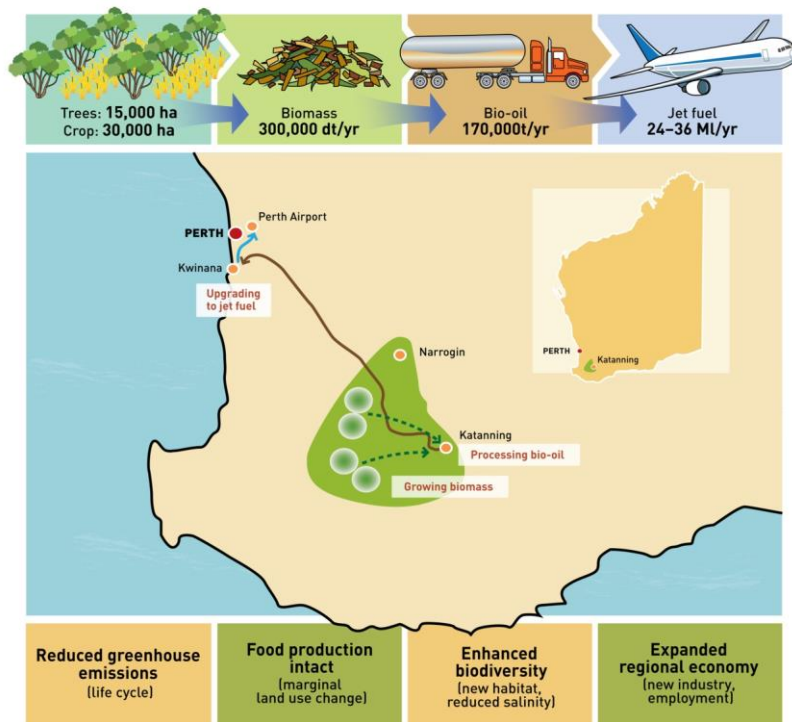 Trees: 15,000 ha
Crop: 30,000 ha
Biomass
300,000 dt/yr
Bio-oil
170,000t/yr
Jet fuel
24–36 Ml/yr
Perth Airport
PERTH
Kwinana
Upgrading
to jet fuel
Narrogin
PERTH
Katanning
Katanning
Processing bio-oil
Growing biomass
Reduced greenhouse
emissions
(life cycle)
Food production
intact
(marginal
land use change)
Enhanced
biodiversity
(new habitat,
reduced salinity)
Expanded
regional economy
(new industry,
employment)